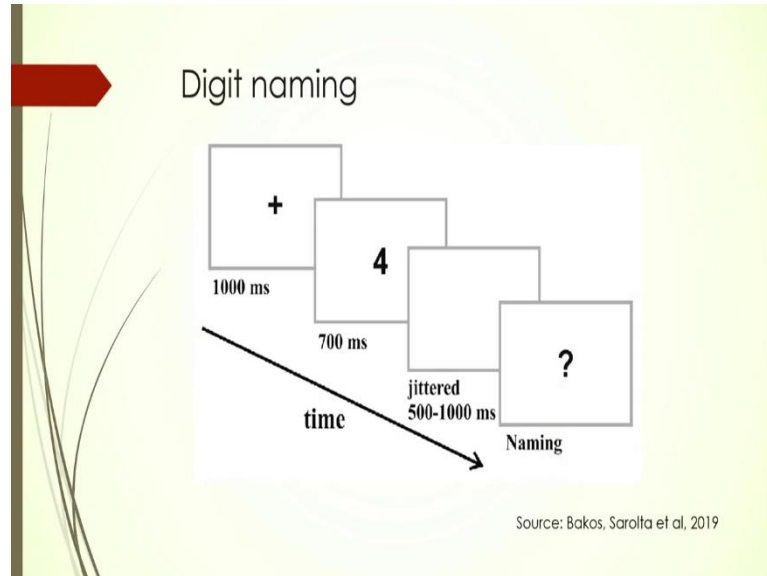 Digit naming
+
1000 ms
4
700 ms
jittered
500-1000 ms
?
Naming
time
Source: Bakos, Sarolta et al, 2019